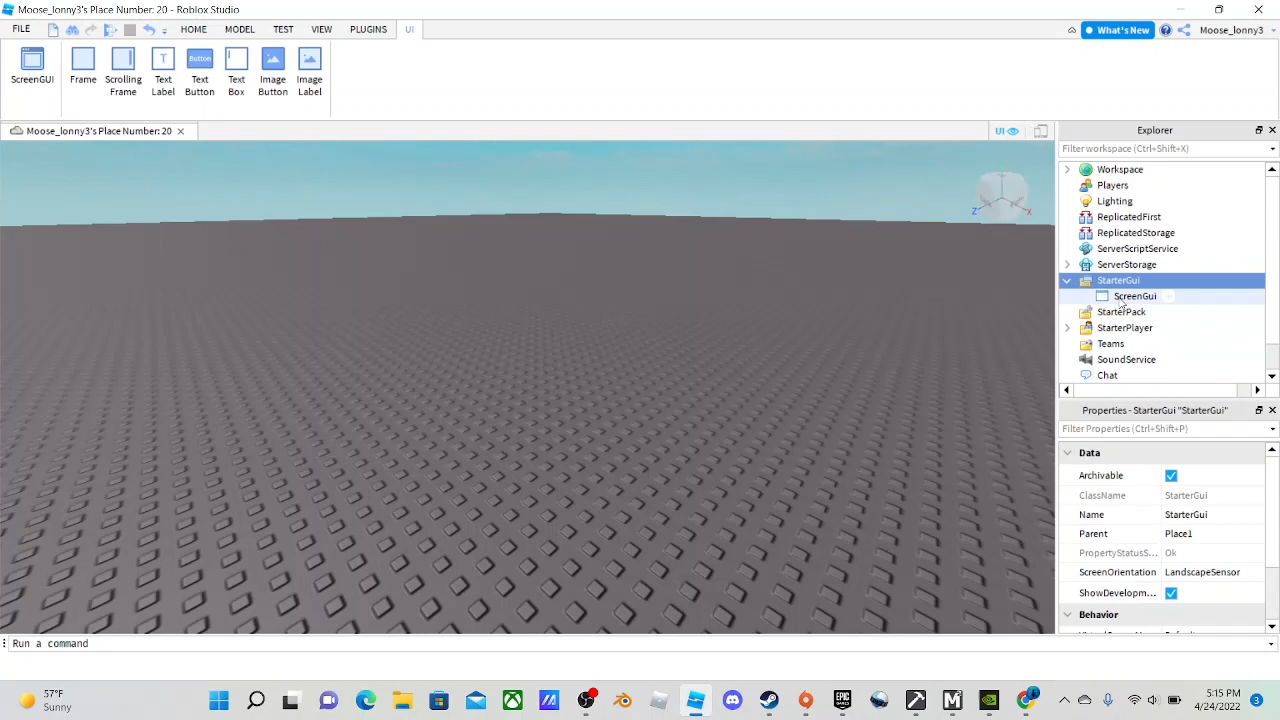 Moose_lonny3's Place Number: 20 - Roblox Studio
FILE HOME MODEL TEST VIEW PLUGINS UI What's New Moose_lonny3
ScreenGUI Frame Scrolling Frame Text Label Button Text Button Text Box Image Button Image Label
Moose_lonny3's Place Number: 20 UI
Explorer
Filter workspace (Ctrl+Shift+X)
Workspace
Players
Lighting
ReplicatedFirst
ReplicatedStorage
ServerScriptService
ServerStorage
StarterGui
ScreenGui
StarterPack
StarterPlayer
Teams
SoundService
Chat
Z X
Properties - StarterGui "StarterGui"
Filter Properties (Ctrl+Shift+P)
Data
Archivable
ClassName StarterGui
Name StarterGui
Parent Place1
PropertyStatusS... Ok
ScreenOrientation LandscapeSensor
ShowDevelopm...
Behavior
Run a command
57°F
Sunny
EPIC GAMES
M
5:15 PM
4/24/2022
3